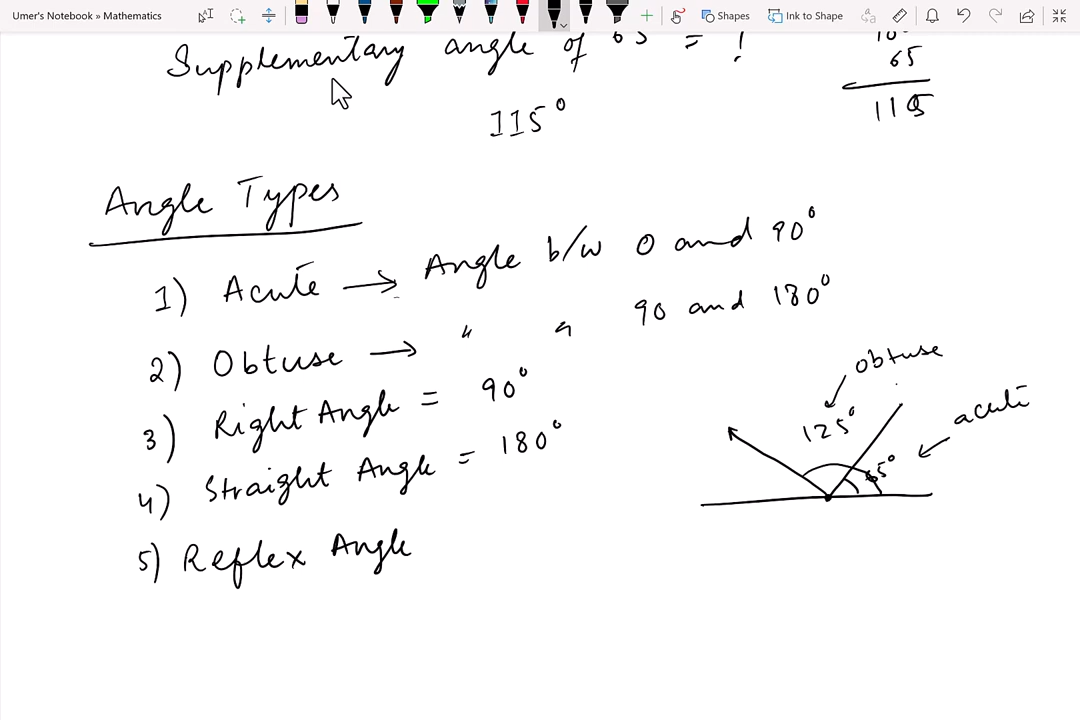 Umer's Notebook » Mathematics
Shapes
Ink to Shape
Supplementary angle of 65 = ?
65
115
115°
Angle Types
1) Acute → Angle b/w 0 and 90°
2) Obtuse → " " 90 and 180°
3) Right Angle = 90°
4) Straight Angle = 180°
5) Reflex Angle
obtuse
125°
acute
65°